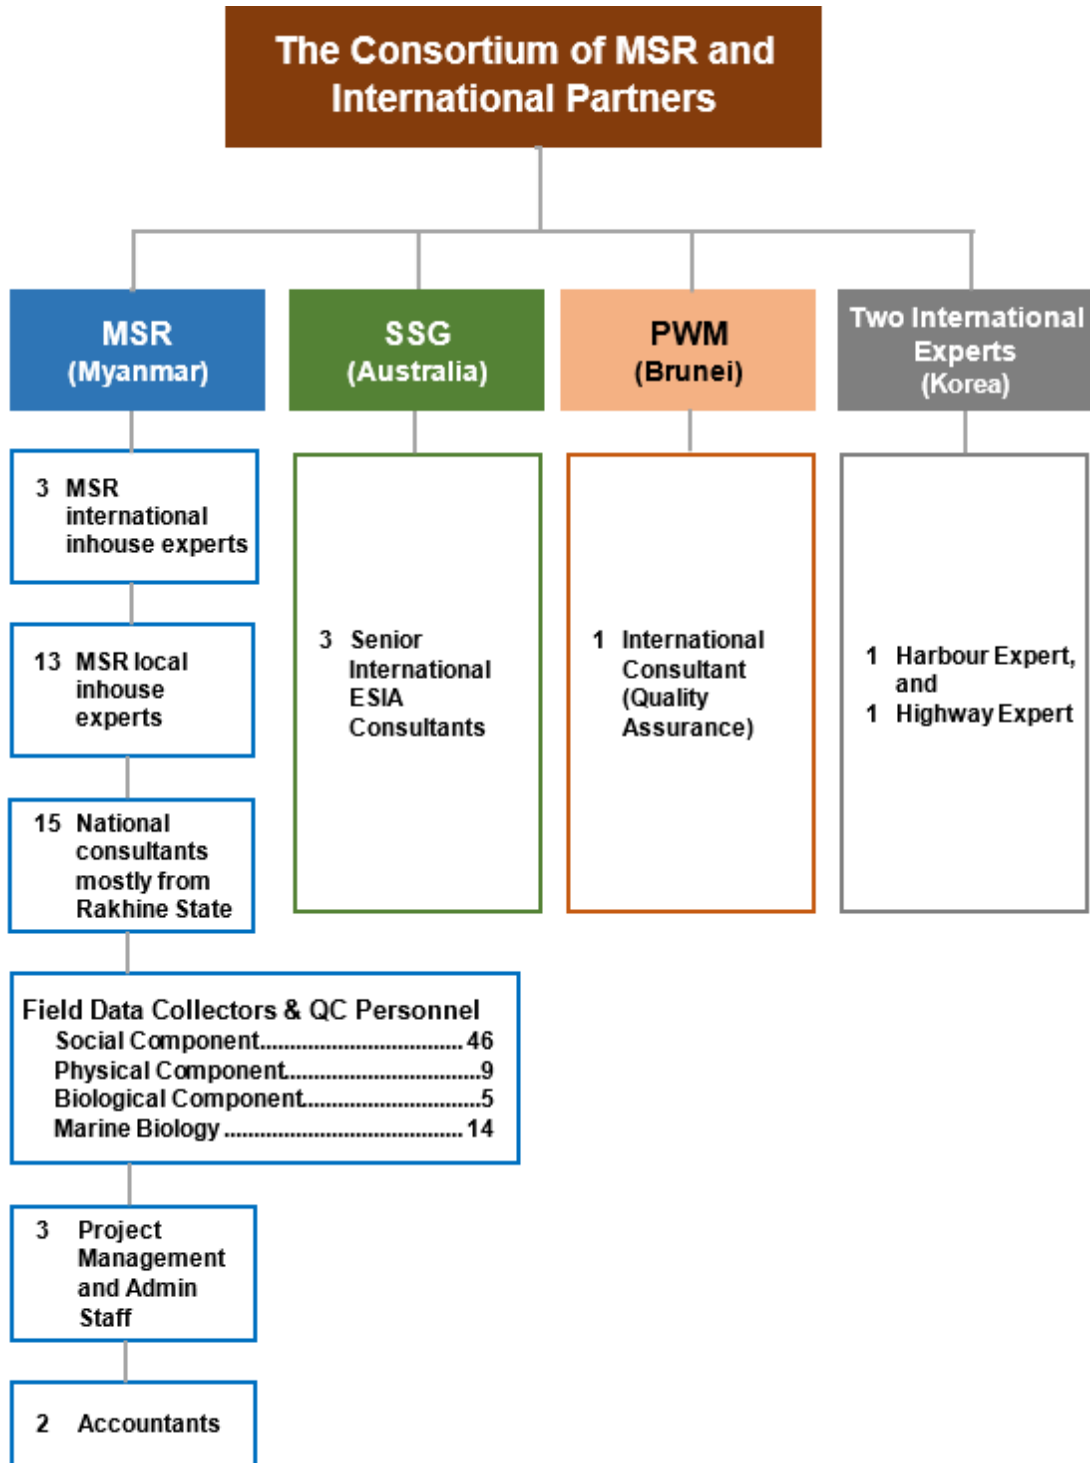 The Consortium of MSR and
International Partners
MSR
(Myanmar)
SSG
(Australia)
PWM
(Brunei)
Two International
Experts
(Korea)
3 MSR
international
inhouse experts
13 MSR local
inhouse
experts
15 National
consultants
mostly from
Rakhine State
Field Data Collectors & QC Personnel
Social Component.................................. 46
Physical Component.................................9
Biological Component..............................5
Marine Biology ........................................ 14
3 Project
Management
and Admin
Staff
2 Accountants
3 Senior
International
ESIA
Consultants
1 International
Consultant
(Quality
Assurance)
1 Harbour Expert,
and
1 Highway Expert